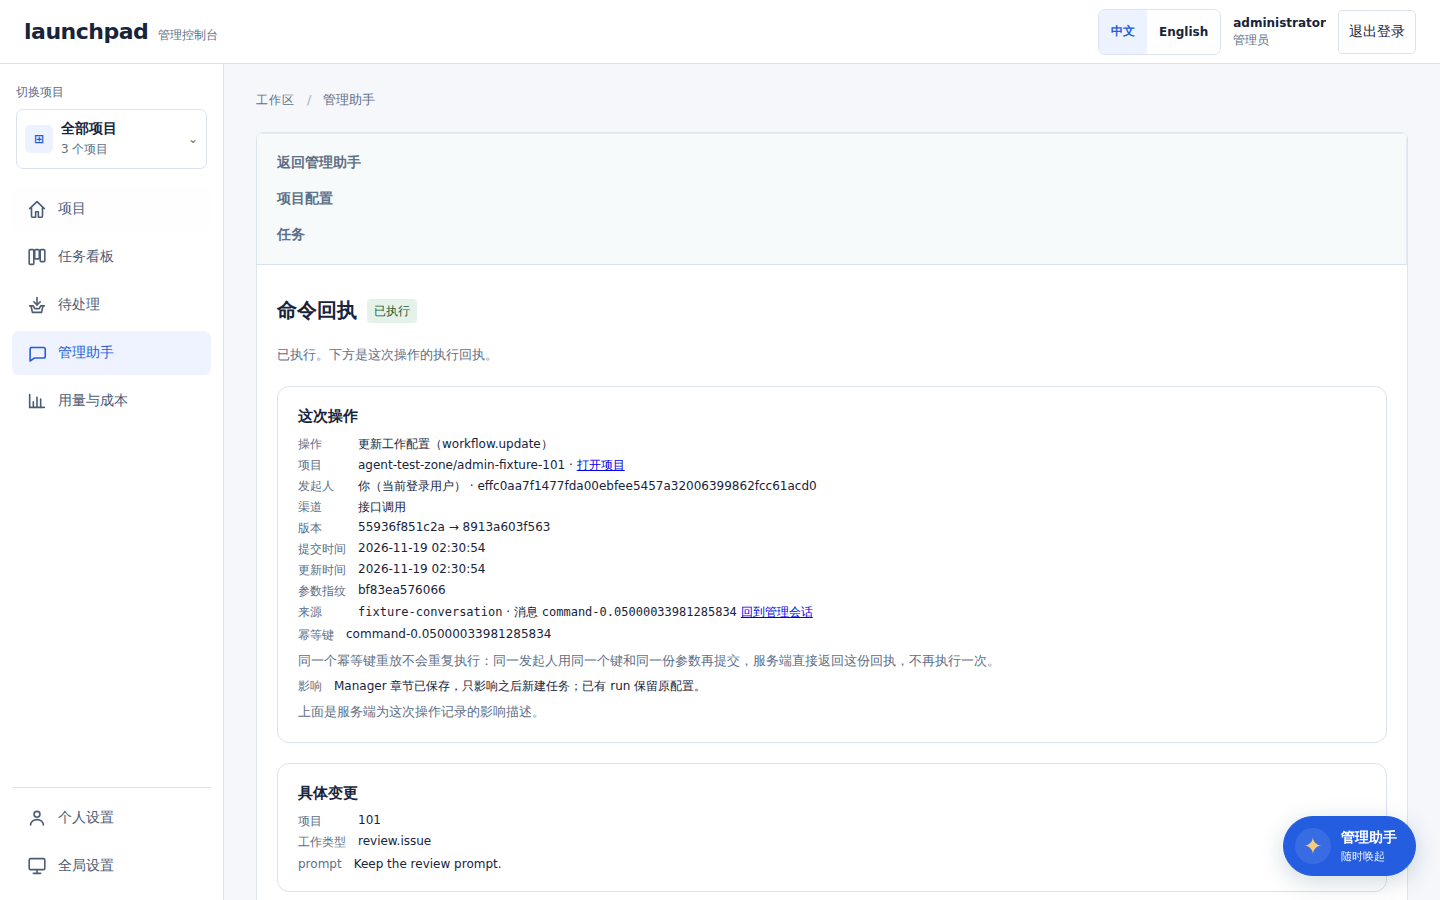 launchpad 管理控制台
中文 English
administrator
管理员
退出登录
切换项目
全部项目
3 个项目
项目
任务看板
待处理
管理助手
用量与成本
个人设置
全局设置
工作区 / 管理助手
返回管理助手
项目配置
任务
命令回执 已执行
已执行。下方是这次操作的执行回执。
这次操作
操作 更新工作配置（workflow.update）
项目 agent-test-zone/admin-fixture-101 · 打开项目
发起人 你（当前登录用户） · effc0aa7f1477fda00ebfee5457a32006399862fcc61acd0
渠道 接口调用
版本 55936f851c2a → 8913a603f563
提交时间 2026-11-19 02:30:54
更新时间 2026-11-19 02:30:54
参数指纹 bf83ea576066
来源 fixture-conversation · 消息 command-0.05000033981285834 回到管理会话
幂等键 command-0.05000033981285834
同一个幂等键重放不会重复执行：同一发起人用同一个键和同一份参数再提交，服务端直接返回这份回执，不再执行一次。
影响 Manager 章节已保存，只影响之后新建任务；已有 run 保留原配置。
上面是服务端为这次操作记录的影响描述。
具体变更
项目 101
工作类型 review.issue
prompt Keep the review prompt.
管理助手
随时唤起